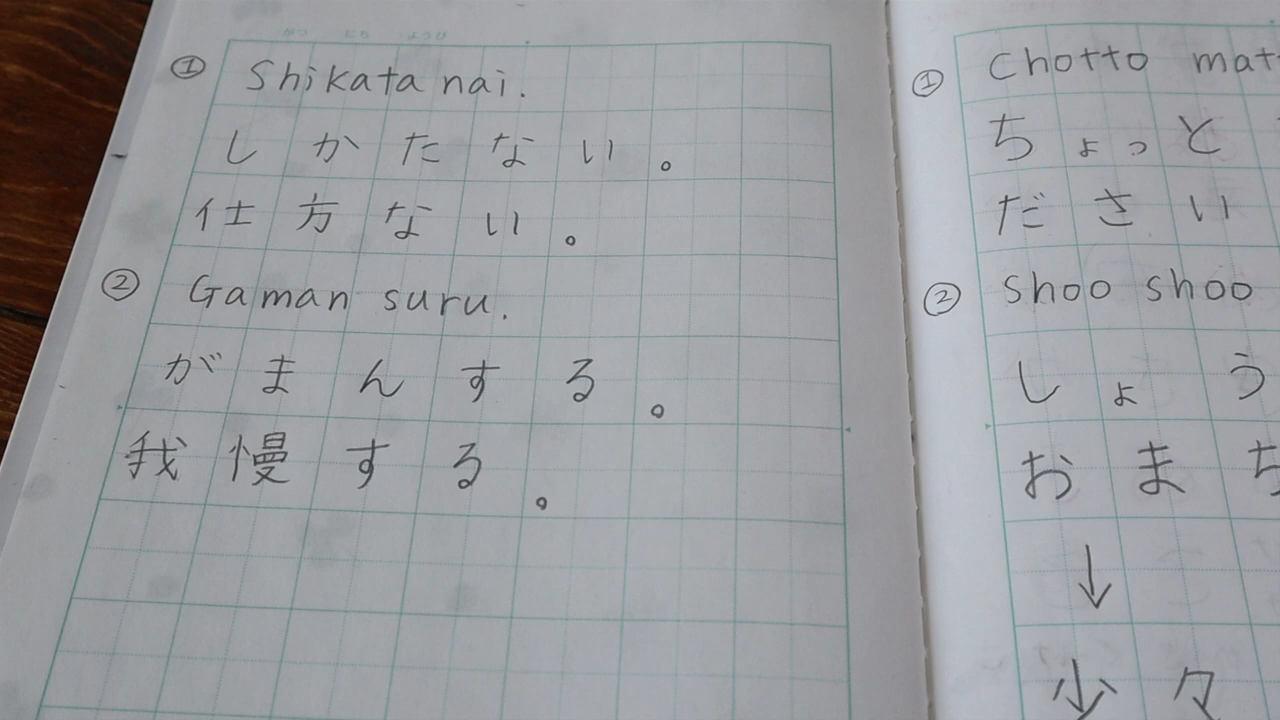 ① Shikata nai.
しかたない。
仕方ない。
② Gaman suru.
がまんする。
我慢する。
① Chotto mat
ちょっと
ださい
② Shoo shoo
しょう
おまち
↓
少々